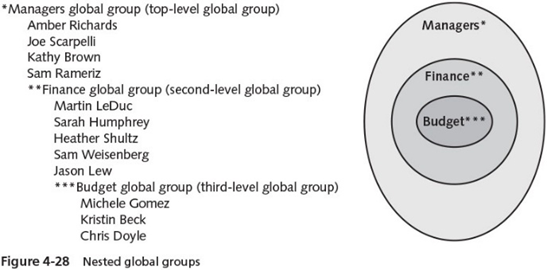 *Managers global group (top-level global group)
Amber Richards
Joe Scarpelli
Kathy Brown
Sam Rameriz
**Finance global group (second-level global group)
Martin LeDuc
Sarah Humphrey
Heather Shultz
Sam Weisenberg
Jason Lew
***Budget global group (third-level global group)
Michele Gomez
Kristin Beck
Chris Doyle
Managers*
Finance**
Budget***
Figure 4-28 Nested global groups